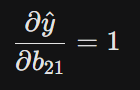 ∂ŷ/∂b₂₁ = 1